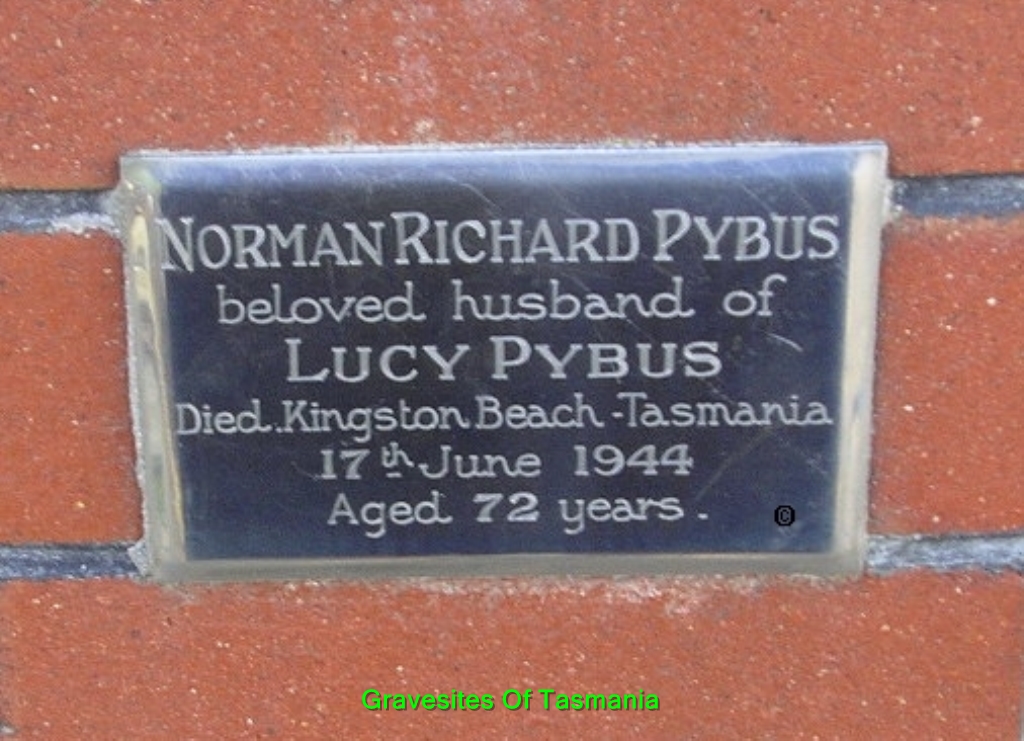 NORMAN RICHARD PYBUS
beloved husband of
LUCY PYBUS
Died. Kingston Beach - Tasmania
17th June 1944
Aged 72 years.
©
Gravesites Of Tasmania